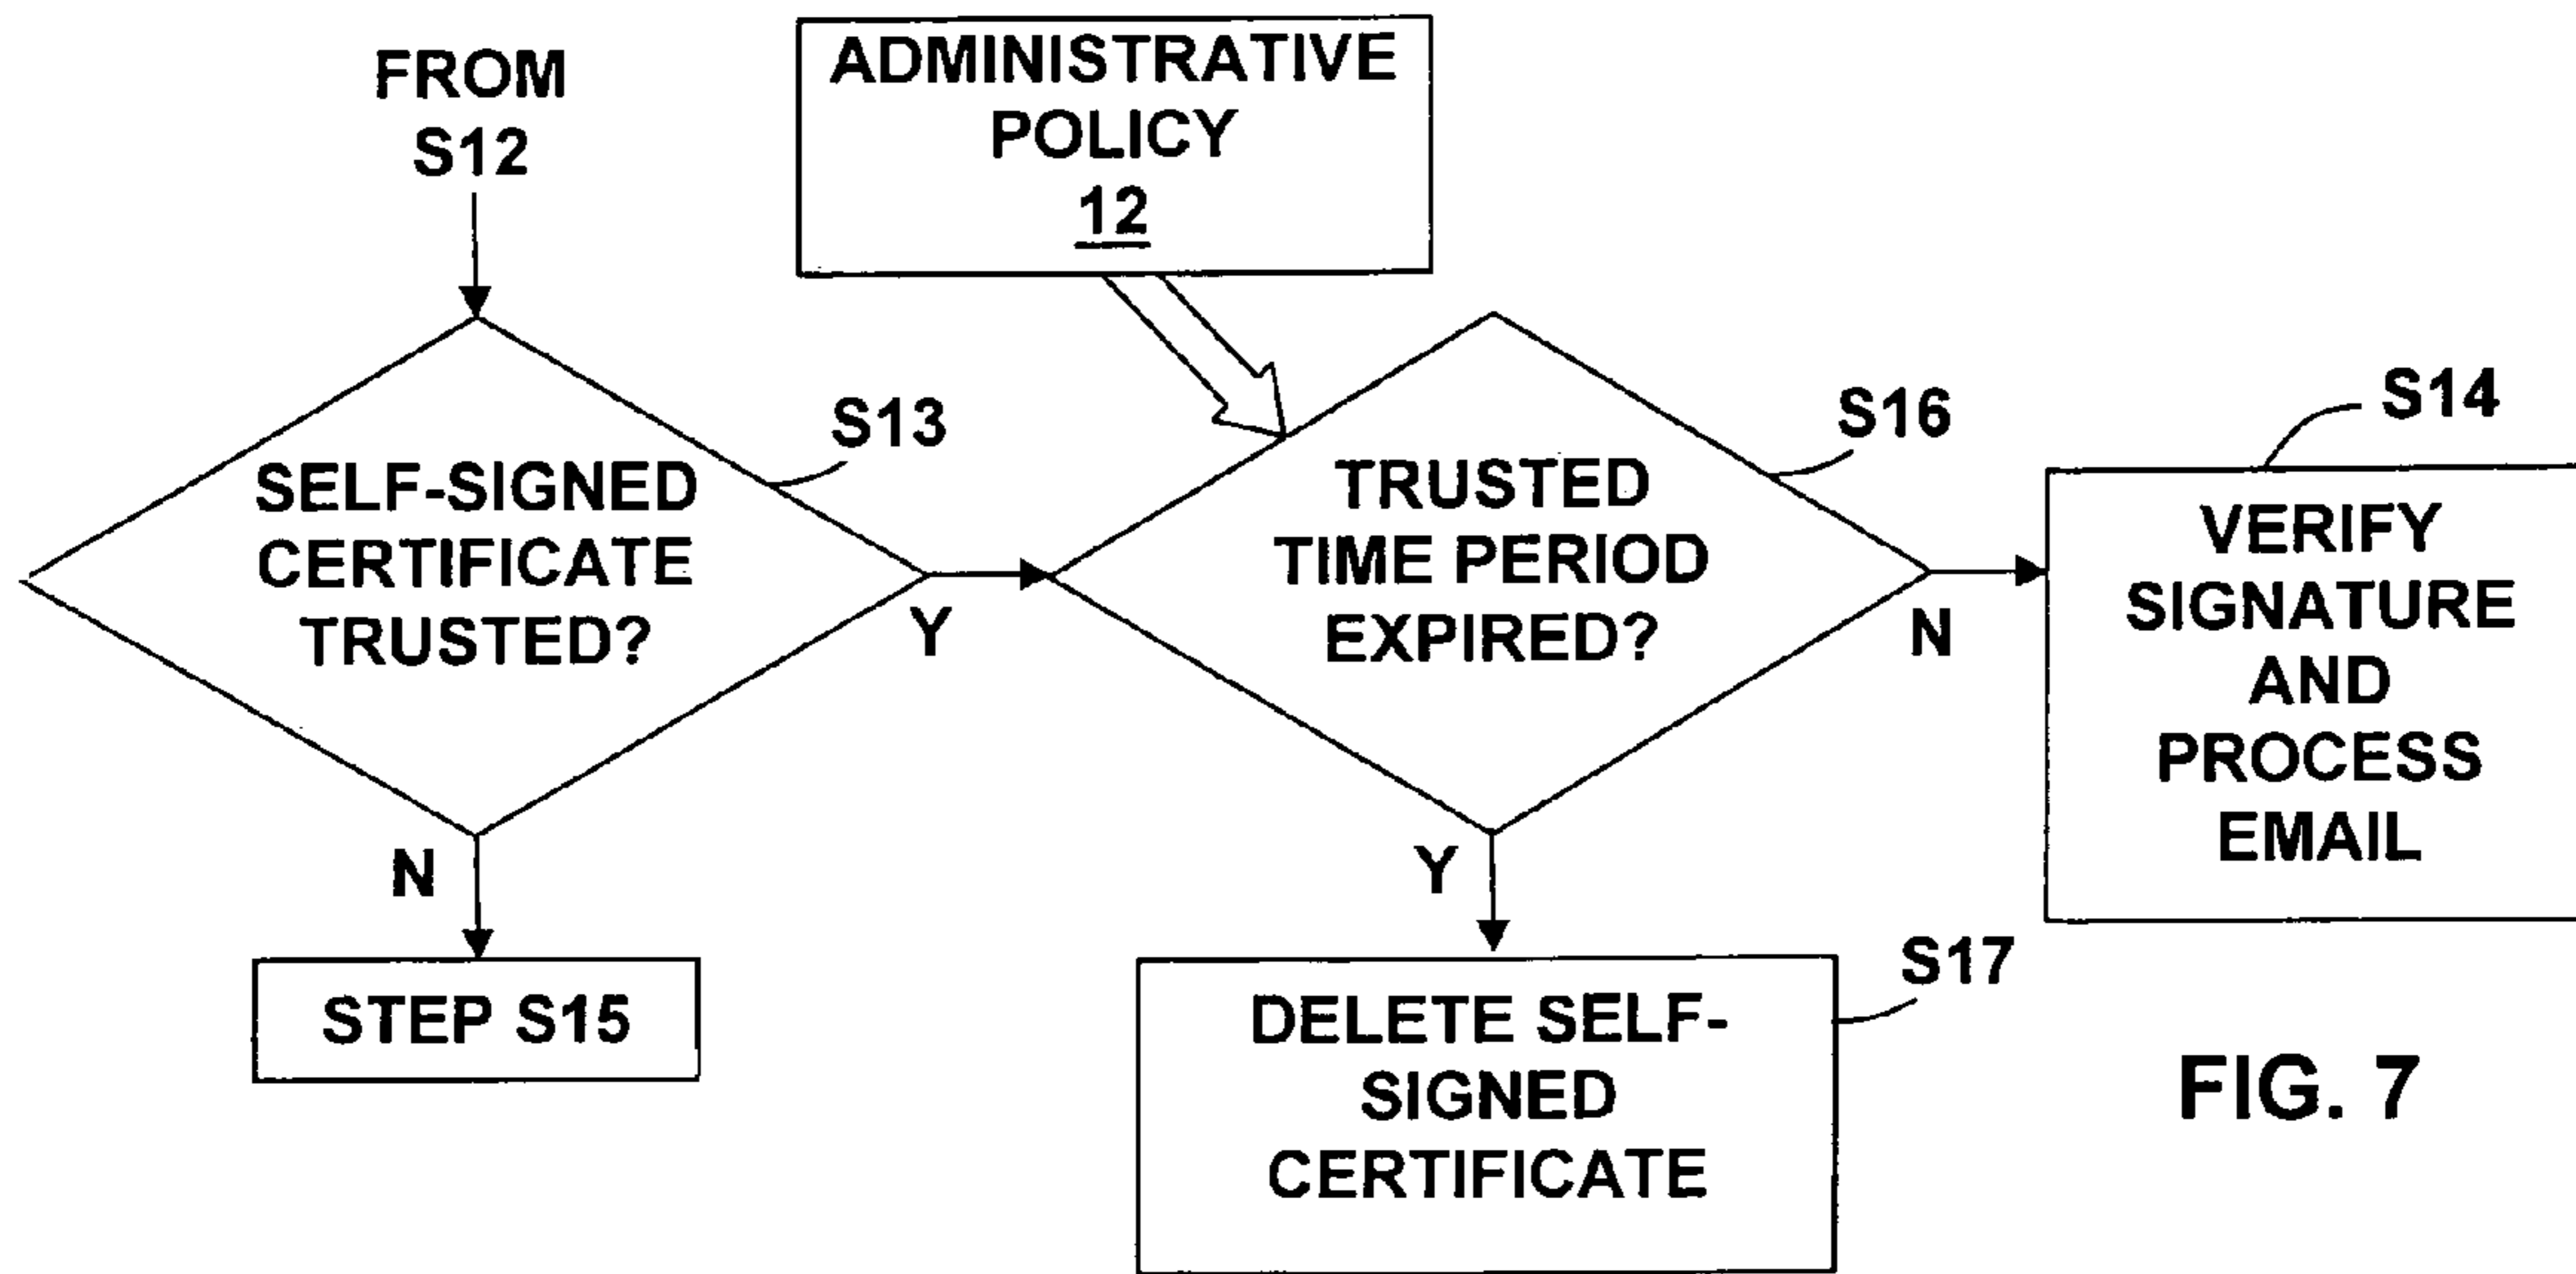 FROM
S12
ADMINISTRATIVE
POLICY
12
S13
SELF-SIGNED
CERTIFICATE
TRUSTED?
Y
N
STEP S15
S16
TRUSTED
TIME PERIOD
EXPIRED?
N
Y
S14
VERIFY
SIGNATURE
AND
PROCESS
EMAIL
S17
DELETE SELF-
SIGNED
CERTIFICATE
FIG. 7